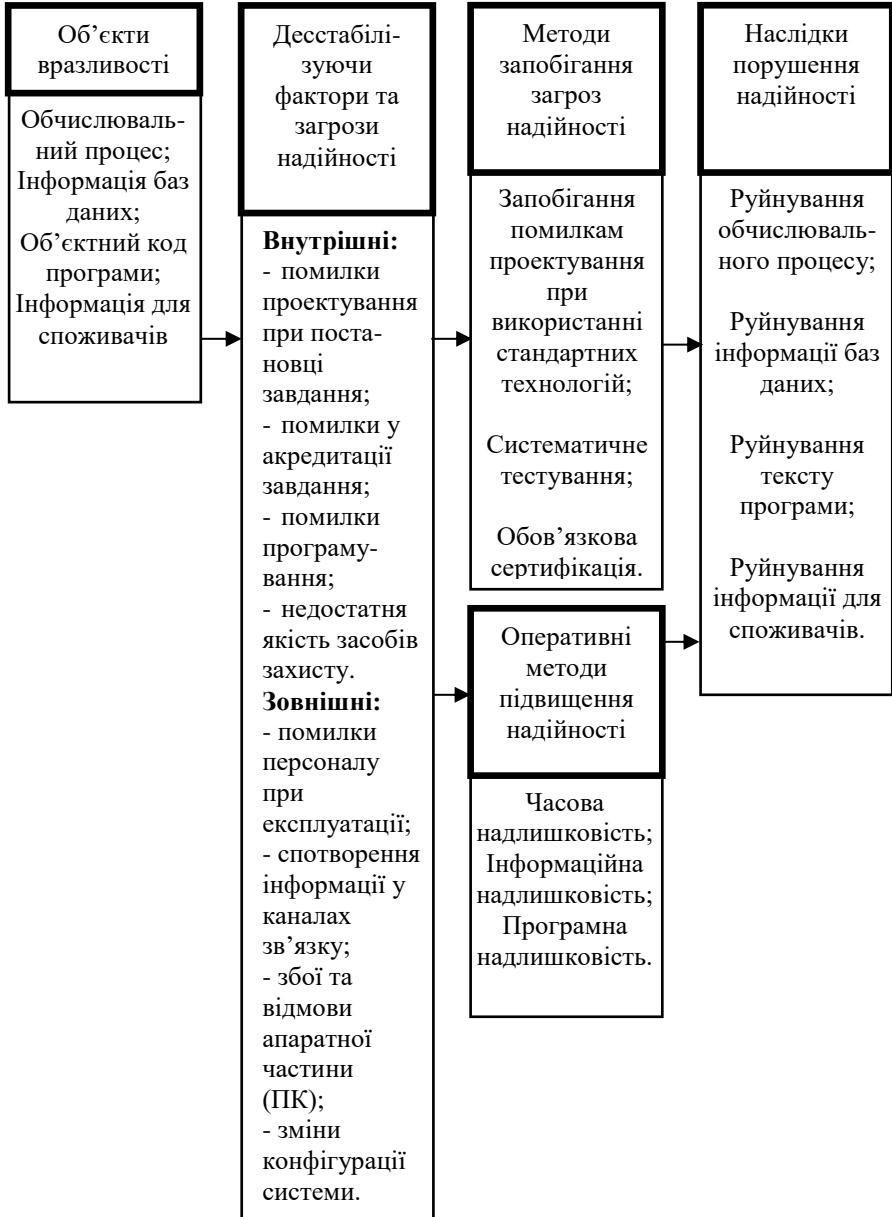 Об’єкти
вразливості
Обчислюваль-
ний процес;
Інформація баз
даних;
Об’єктний код
програми;
Інформація для
споживачів
Десстабілі-
зуючи
фактори та
загрози
надійності
Внутрішні:
- помилки
проектування
при поста-
новці
завдання;
- помилки у
акредитації
завдання;
- помилки
програму-
вання;
- недостатня
якість засобів
захисту.
Зовнішні:
- помилки
персоналу
при
експлуатації;
- спотворення
інформації у
каналах
зв’язку;
- збої та
відмови
апаратної
частини
(ПК);
- зміни
конфігурації
системи.
Методи
запобігання
загроз
надійності
Запобігання
помилкам
проектування
при
використанні
стандартних
технологій;
Систематичне
тестування;
Обов’язкова
сертифікація.
Оперативні
методи
підвищення
надійності
Часова
надлишковість;
Інформаційна
надлишковість;
Програмна
надлишковість.
Наслідки
порушення
надійності
Руйнування
обчислюваль-
ного процесу;
Руйнування
інформації баз
даних;
Руйнування
тексту
програми;
Руйнування
інформації для
споживачів.